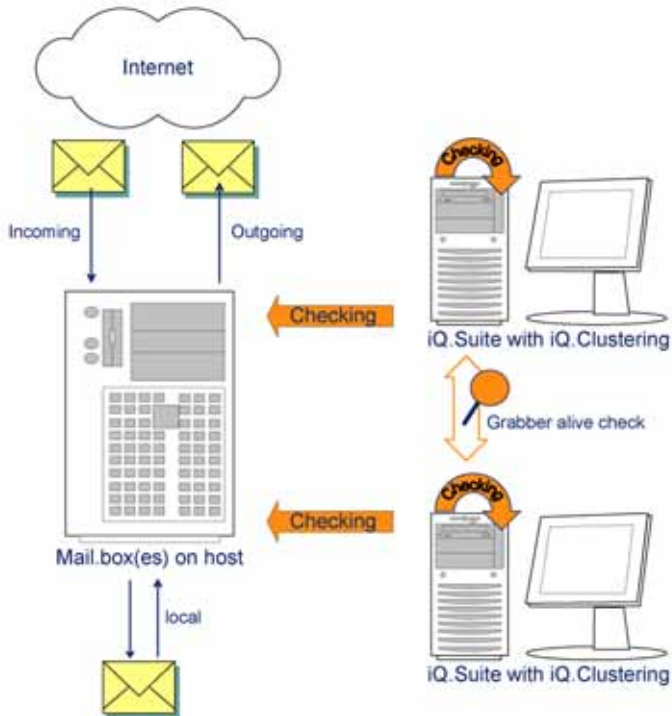 Internet
Incoming
Outgoing
Checking
Checking
iQ.Suite with iQ.Clustering
Grabber alive check
Checking
Checking
Mail.box(es) on host
local
iQ.Suite with iQ.Clustering